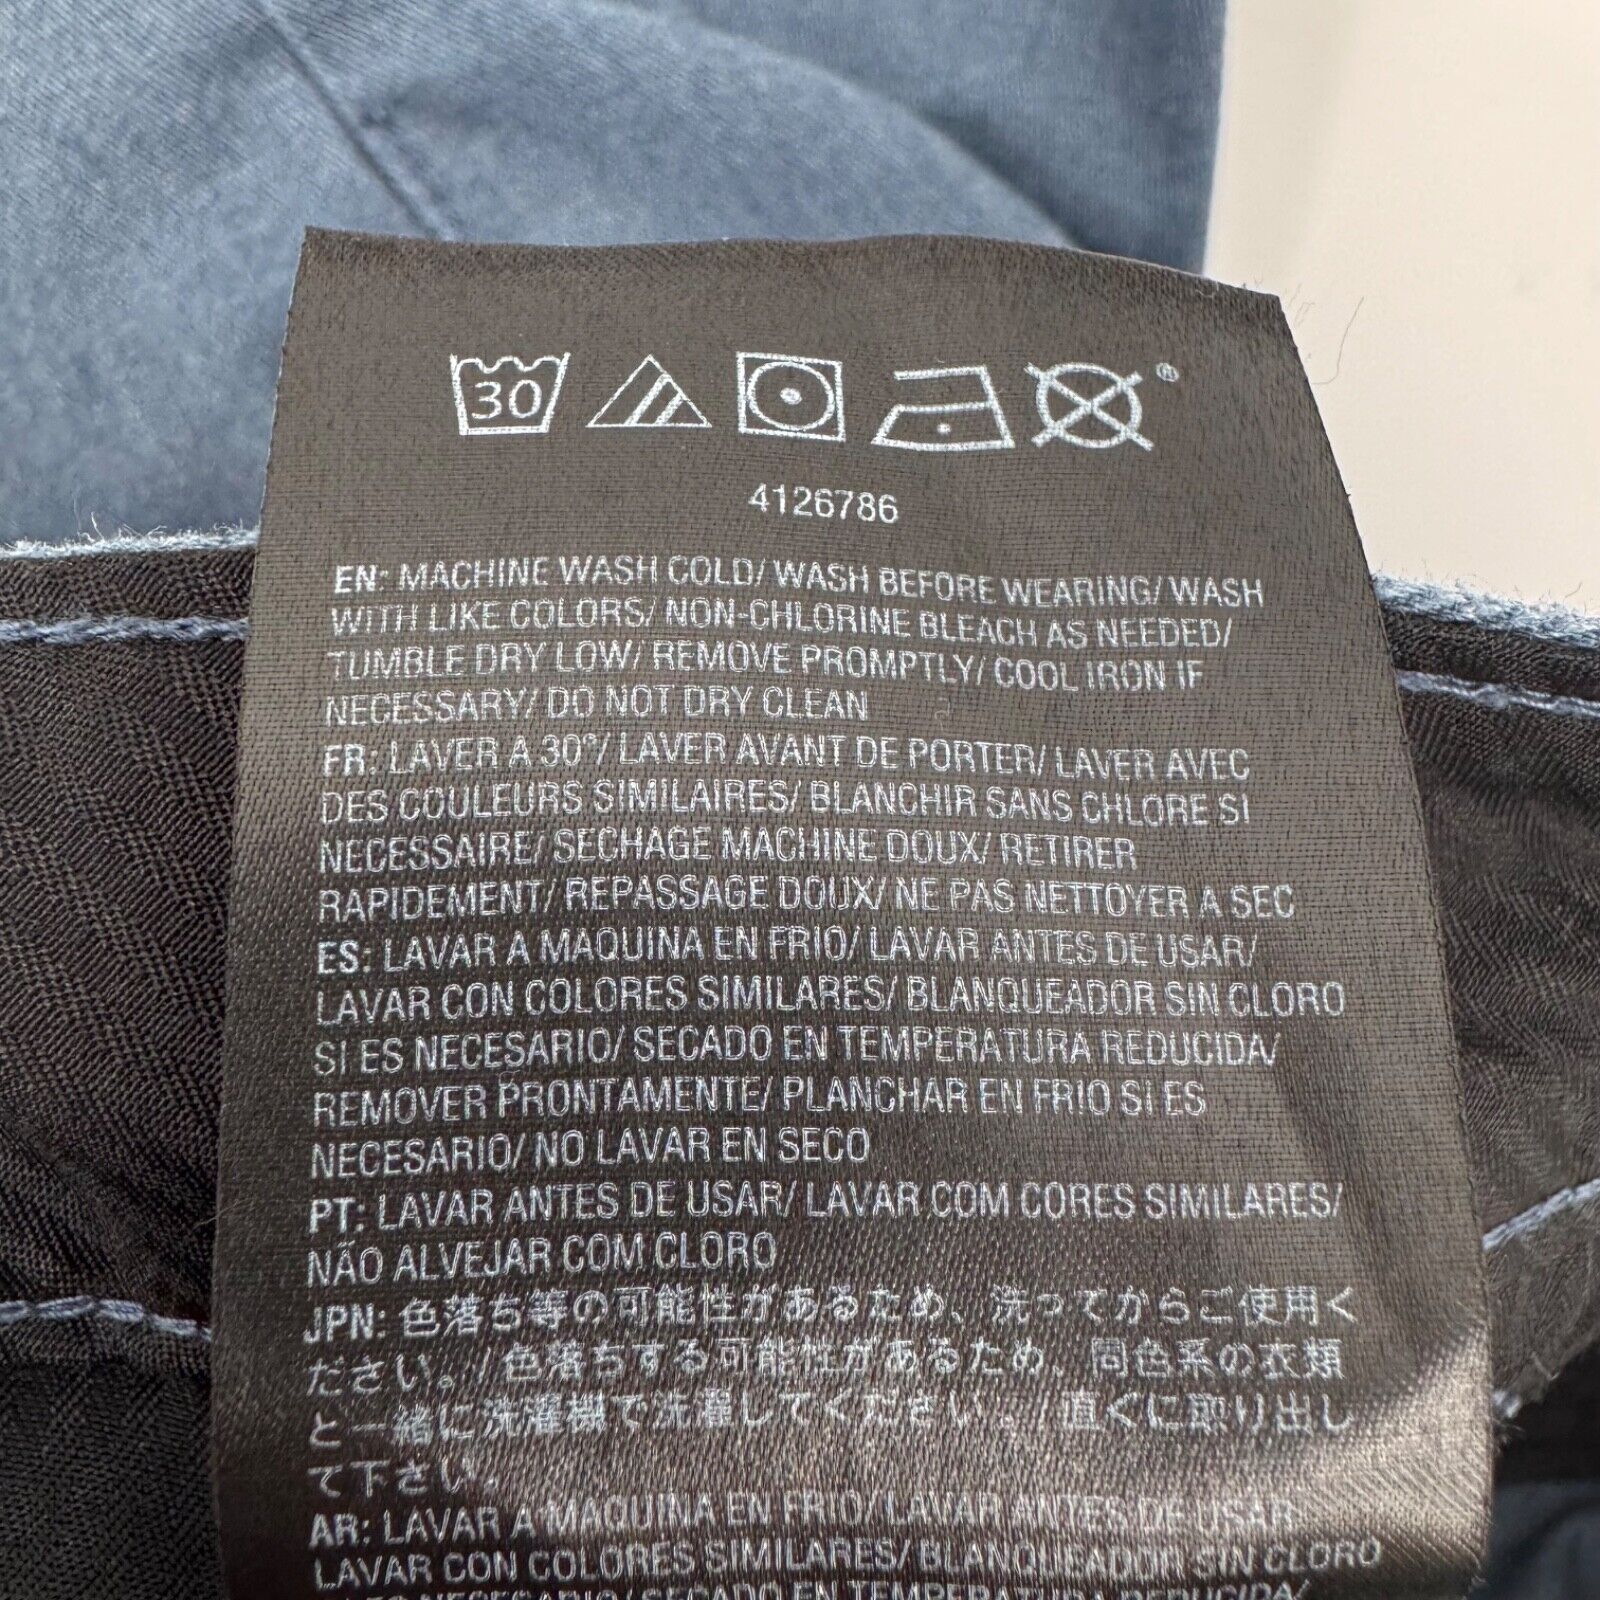 30
®
4126786
EN: MACHINE WASH COLD/ WASH BEFORE WEARING/ WASH
WITH LIKE COLORS/ NON-CHLORINE BLEACH AS NEEDED/
TUMBLE DRY LOW/ REMOVE PROMPTLY/ COOL IRON IF
NECESSARY/ DO NOT DRY CLEAN
FR: LAVER A 30°/ LAVER AVANT DE PORTER/ LAVER AVEC
DES COULEURS SIMILAIRES/ BLANCHIR SANS CHLORE SI
NECESSAIRE/ SECHAGE MACHINE DOUX/ RETIRER
RAPIDEMENT/ REPASSAGE DOUX/ NE PAS NETTOYER A SEC
ES: LAVAR A MAQUINA EN FRIO/ LAVAR ANTES DE USAR/
LAVAR CON COLORES SIMILARES/ BLANQUEADOR SIN CLORO
SI ES NECESARIO/ SECADO EN TEMPERATURA REDUCIDA/
REMOVER PRONTAMENTE/ PLANCHAR EN FRIO SI ES
NECESARIO/ NO LAVAR EN SECO
PT: LAVAR ANTES DE USAR/ LAVAR COM CORES SIMILARES/
NÃO ALVEJAR COM CLORO
JPN: 色落ち等の可能性があるため、洗ってからご使用く
ださい。/ 色落ちする可能性があるため、同色系の衣類
と一緒に洗濯機で洗濯してください。 直ぐに取り出し
て下さい。
AR: LAVAR A MAQUINA EN FRIO/ LAVAR ANTES DE USAR
LAVAR CON COLORES SIMILARES/ BLANQUEADOR SIN CLORO
ES NECESARIO/ SECADO EN TEMPERATURA REDUCIDA/